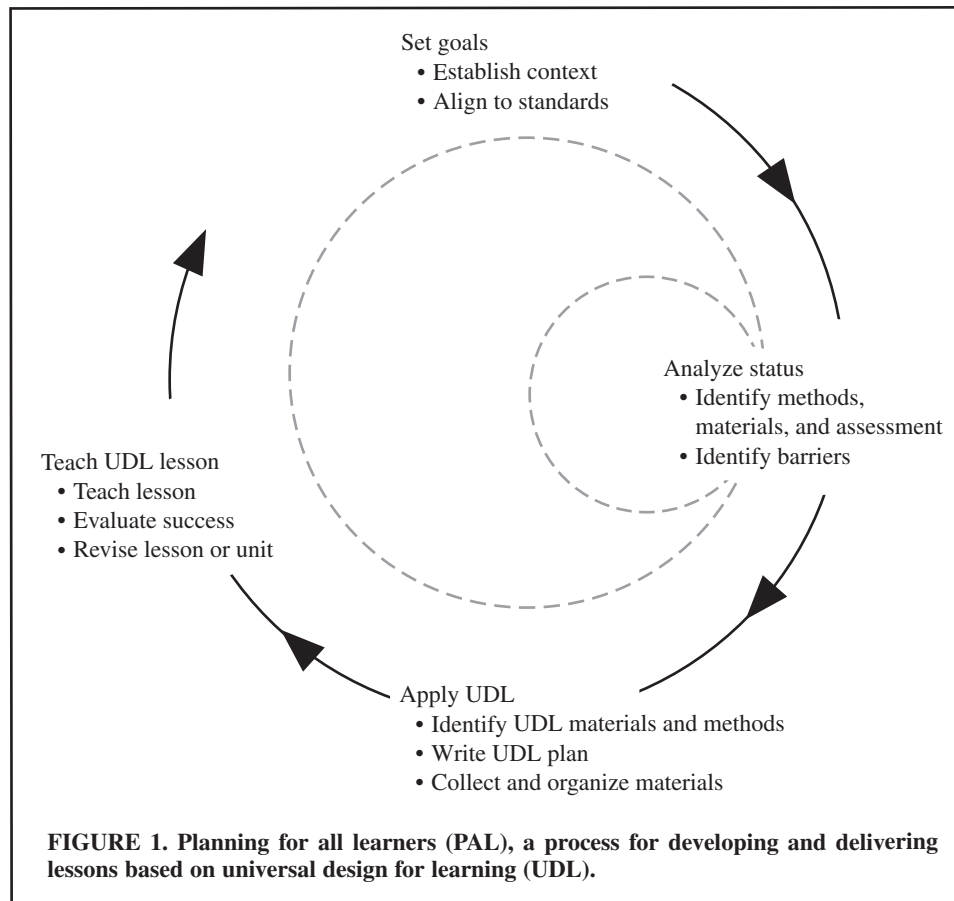 Set goals
• Establish context
• Align to standards
Analyze status
• Identify methods,
materials, and assessment
• Identify barriers
Apply UDL
• Identify UDL materials and methods
• Write UDL plan
• Collect and organize materials
Teach UDL lesson
• Teach lesson
• Evaluate success
• Revise lesson or unit
FIGURE 1. Planning for all learners (PAL), a process for developing and delivering
lessons based on universal design for learning (UDL).